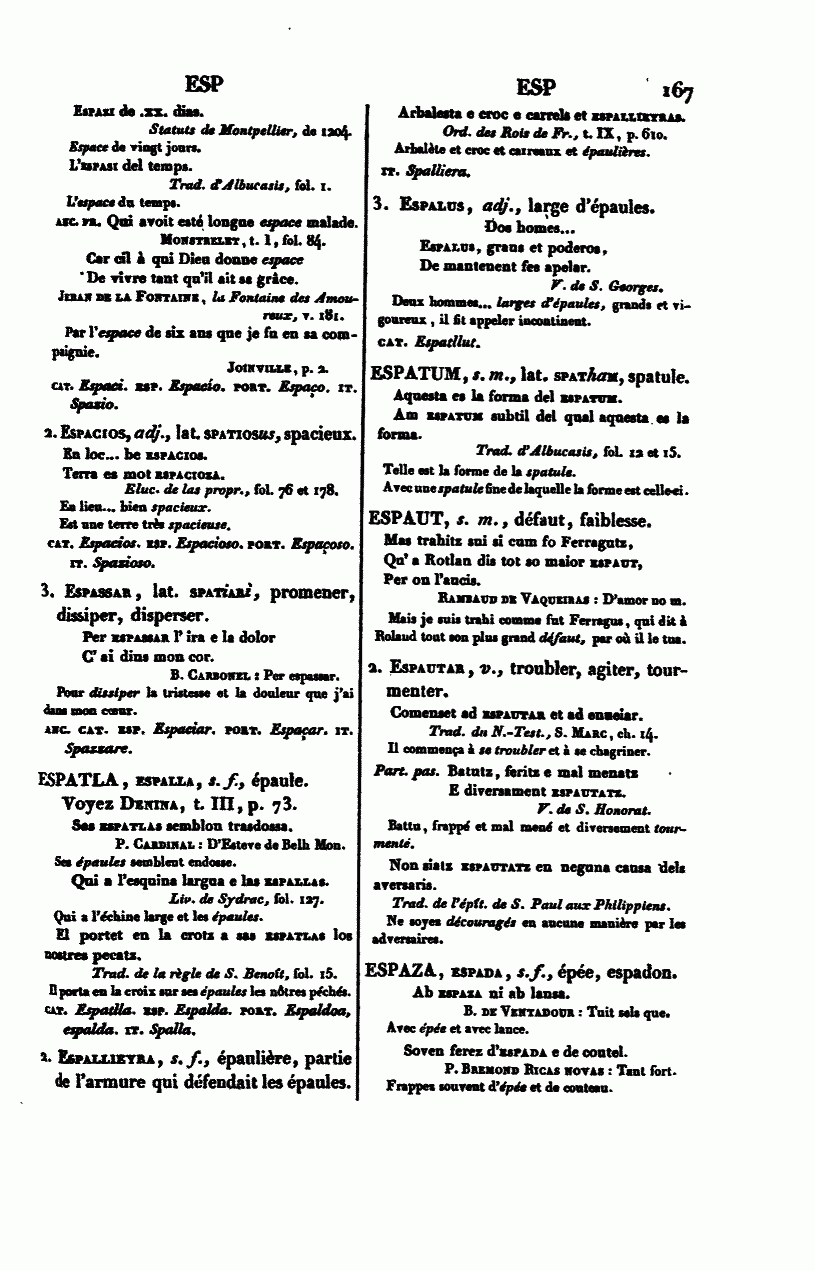 ESP
Espazi de .xx. dias.
Statuts de Montpellier, de 1204.
Espace de vingt jours.
L'espasi del temps.
Trad. d'Albucasis, fol. 1.
L'espace du temps.
anc. fr. Qui avoit esté longue espace malade.
Monstrelet, t. I, fol. 84.
Car cil à qui Dieu donne espace
De vivre tant qu'il ait sa grâce.
Jehan de la Fontaine, la Fontaine des Amou-
reux, v. 181.
Par l'espace de six ans que je fu en sa com-
paignie.
Joinville, p. 2.
cat. Espaci. esp. Espacio. port. Espaço. it.
Spazio.
2. Espacios, adj., lat. spatiosus, spacieux.
En loc... be espacios.
Terra es mot espaciosa.
Eluc. de las propr., fol. 76 et 178.
En lieu... bien spacieux.
Est une terre très spacieuse.
cat. Espacios. esp. Espacioso. port. Espaçoso.
it. Spazioso.
3. Espassar, lat. spatiari, promener,
dissiper, disperser.
Per espassar l'ira e la dolor
C'ai dins mon cor.
B. Carbonel : Per espassar.
Pour dissiper la tristesse et la douleur que j'ai
dans mon cœur.
anc. cat. esp. Espaciar. port. Espaçar. it.
Spazzare.
ESPATLA, espalla, s. f., épaule.
Voyez Denina, t. III, p. 73.
Sas espatlas semblon trasdossa.
P. Cardinal : D'Esteve de Belh Mon.
Ses épaules semblent endosse.
Qui a l'esquina largua e las espallas.
Liv. de Sydrac, fol. 127.
Qui a l'échine large et les épaules.
El portet en la crotz a sas espatlas los
nostres pecatz.
Trad. de la règle de S. Benoît, fol. 15.
Il porta en la croix sur ses épaules les nôtres péchés.
cat. Espatlla. esp. Espalda. port. Espaldoa,
espalda. it. Spalla.
2. Espallieyra, s. f., épaulière, partie
de l'armure qui défendait les épaules.
ESP 167
Arbalesta e croc e carrels et espallieyras.
Ord. des Rois de Fr., t. IX, p. 610.
Arbalète et croc et carreaux et épaulières.
it. Spalliera.
3. Espalus, adj., large d'épaules.
Dos homes...
Espalus, grans et poderos,
De mantenent fes apelar.
V. de S. Georges.
Deux hommes... larges d'épaules, grands et vi-
goureux, il fit appeler incontinent.
cat. Espatllut.
ESPATUM, s. m., lat. spatham, spatule.
Aquesta es la forma del espatum.
Am espatum subtil del qual aquesta es la
forma.
Trad. d'Albucasis, fol. 12 et 15.
Telle est la forme de la spatule.
Avec une spatule fine de laquelle la forme est celle-ci.
ESPAUT, s. m., défaut, faiblesse.
Mas trahitz sui si cum fo Ferragutz,
Qu'a Rotlan dis tot so maior espaut,
Per on l'aucis.
Rambaud de Vaqueiras : D'amor no m.
Mais je suis trahi comme fut Ferragus, qui dit à
Roland tout son plus grand défaut, par où il le tua.
2. Espautar, v., troubler, agiter, tour-
menter.
Comenset ad espautar et ad enneiar.
Trad. du N.-Test., S. Marc, ch. 14.
Il commença à se troubler et à se chagriner.
Part. pas. Batutz, feritz e mal menatz
E diversament espautatz.
V. de S. Honorat.
Battu, frappé et mal mené et diversement tour-
menté.
Non siatz espautatz en neguna causa dels
aversaris.
Trad. de l'épît. de S. Paul aux Philippiens.
Ne soyez découragés en aucune manière par les
adversaires.
ESPAZA, espada, s. f., épée, espadon.
Ab espaza ni ab lansa.
B. de Ventadour : Tuit sels que.
Avec épée et avec lance.
Soven ferez d'espada e de coutel.
P. Bremond Ricas novas : Tant fort.
Frappez souvent d'épée et de couteau.